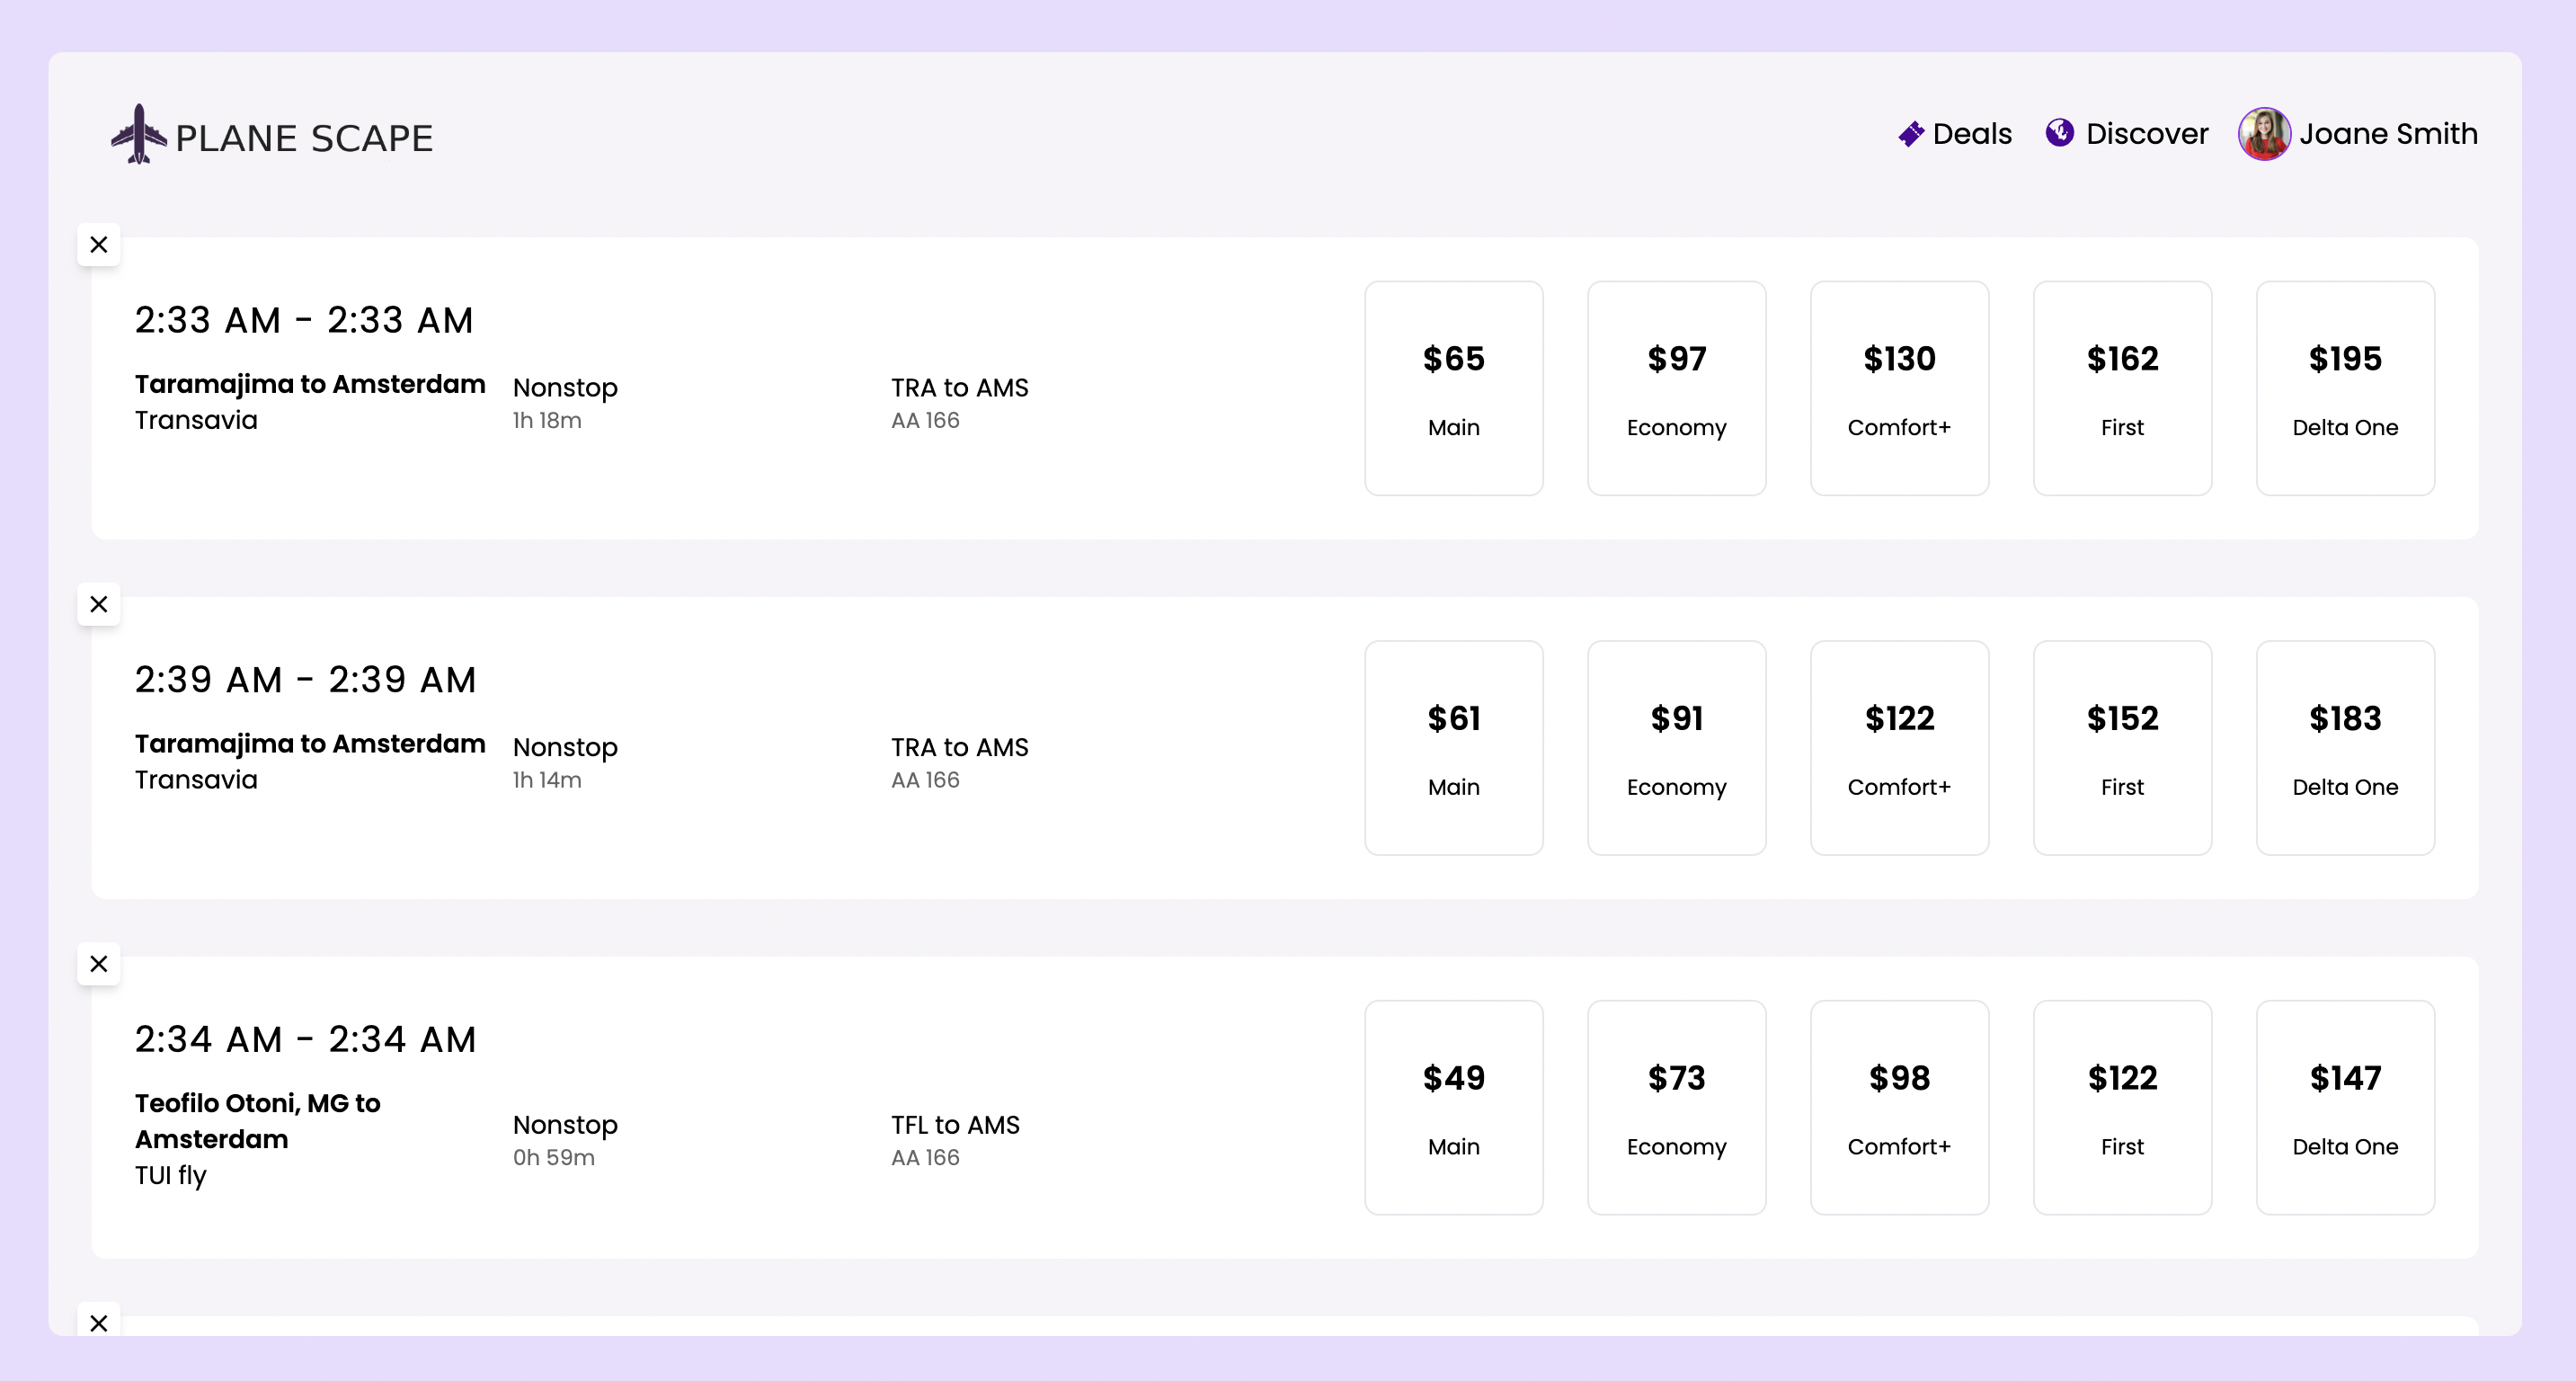 PLANE SCAPE
Deals
Discover
Joane Smith
2:33 AM - 2:33 AM
Taramajima to Amsterdam
Transavia
Nonstop
1h 18m
TRA to AMS
AA 166
$65
Main
$97
Economy
$130
Comfort+
$162
First
$195
Delta One
2:39 AM - 2:39 AM
Taramajima to Amsterdam
Transavia
Nonstop
1h 14m
TRA to AMS
AA 166
$61
Main
$91
Economy
$122
Comfort+
$152
First
$183
Delta One
2:34 AM - 2:34 AM
Teofilo Otoni, MG to
Amsterdam
TUI fly
Nonstop
0h 59m
TFL to AMS
AA 166
$49
Main
$73
Economy
$98
Comfort+
$122
First
$147
Delta One